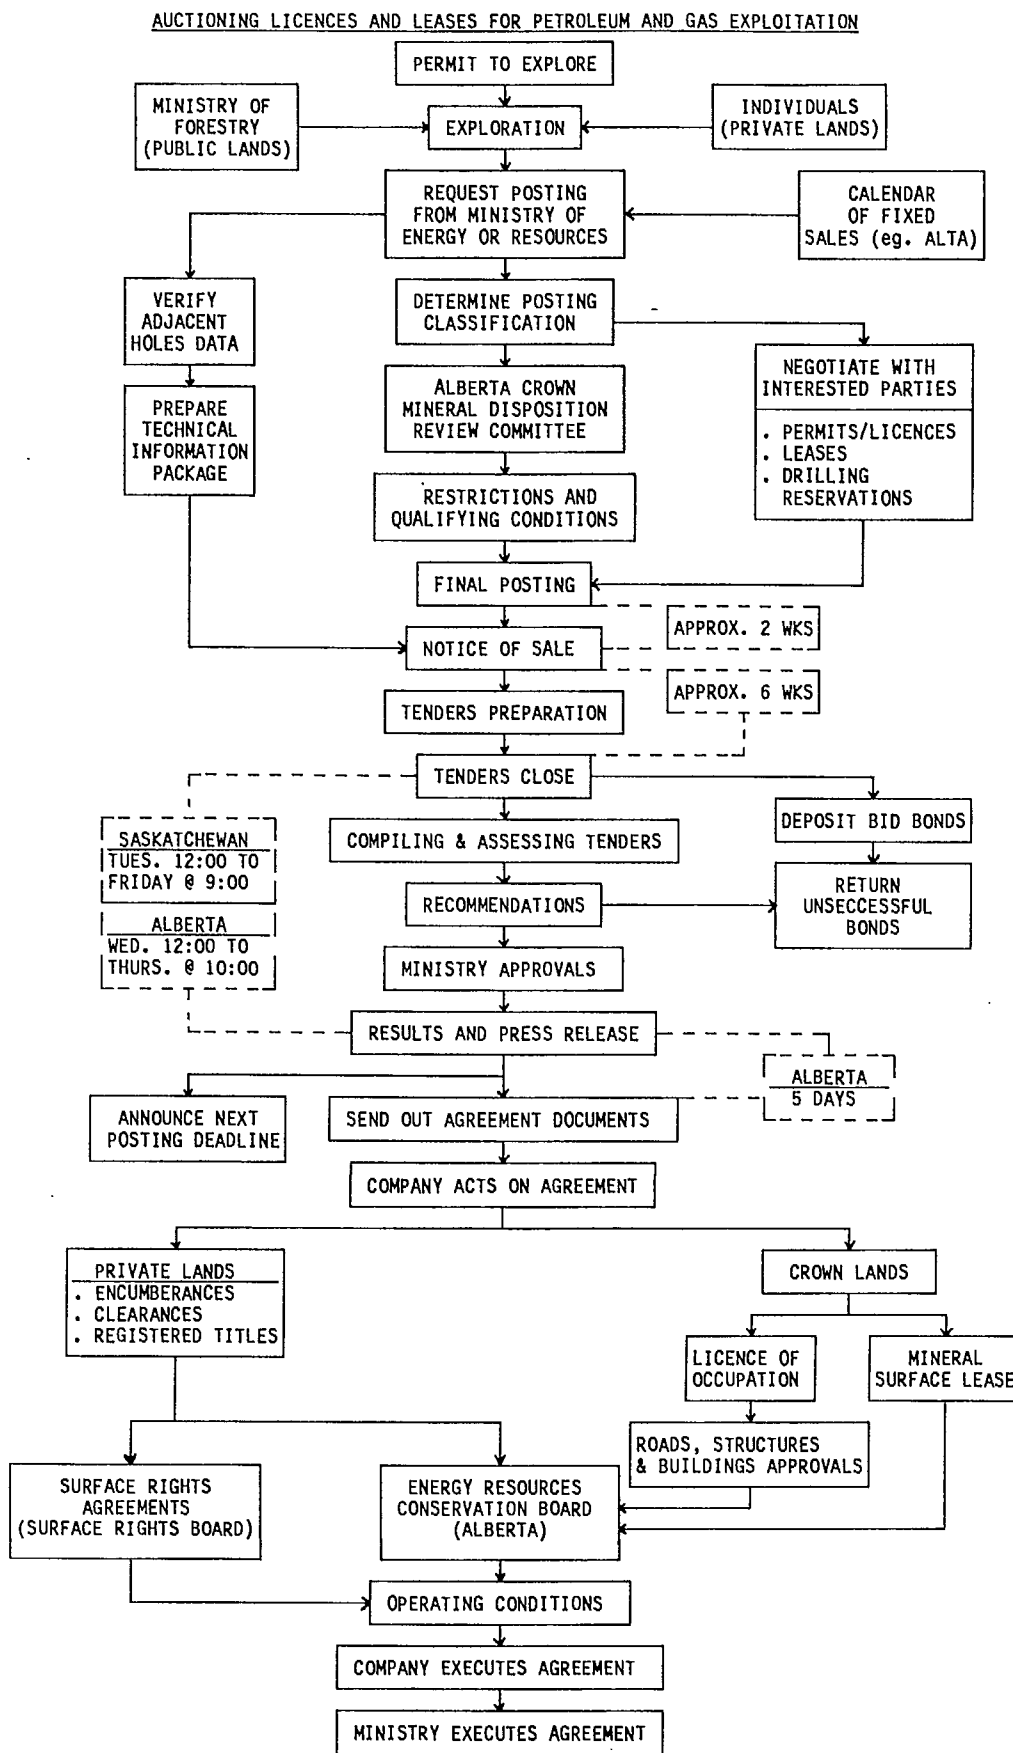 AUCTIONING LICENCES AND LEASES FOR PETROLEUM AND GAS EXPLOITATION
PERMIT TO EXPLORE
MINISTRY OF
FORESTRY
(PUBLIC LANDS)
EXPLORATION
INDIVIDUALS
(PRIVATE LANDS)
REQUEST POSTING
FROM MINISTRY OF
ENERGY OR RESOURCES
CALENDAR
OF FIXED
SALES (eg. ALTA)
VERIFY
ADJACENT
HOLES DATA
DETERMINE POSTING
CLASSIFICATION
NEGOTIATE WITH
INTERESTED PARTIES
. PERMITS/LICENCES
. LEASES
. DRILLING
RESERVATIONS
ALBERTA CROWN
MINERAL DISPOSITION
REVIEW COMMITTEE
PREPARE
TECHNICAL
INFORMATION
PACKAGE
RESTRICTIONS AND
QUALIFYING CONDITIONS
FINAL POSTING
APPROX. 2 WKS
NOTICE OF SALE
APPROX. 6 WKS
TENDERS PREPARATION
TENDERS CLOSE
DEPOSIT BID BONDS
SASKATCHEWAN
TUES. 12:00 TO
FRIDAY @ 9:00
COMPILING & ASSESSING TENDERS
RETURN
UNSECCESSFUL
BONDS
RECOMMENDATIONS
ALBERTA
WED. 12:00 TO
THURS. @ 10:00
MINISTRY APPROVALS
RESULTS AND PRESS RELEASE
ALBERTA
5 DAYS
ANNOUNCE NEXT
POSTING DEADLINE
SEND OUT AGREEMENT DOCUMENTS
COMPANY ACTS ON AGREEMENT
PRIVATE LANDS
. ENCUMBERANCES
. CLEARANCES
. REGISTERED TITLES
CROWN LANDS
LICENCE OF
OCCUPATION
MINERAL
SURFACE LEASE
ROADS, STRUCTURES
& BUILDINGS APPROVALS
SURFACE RIGHTS
AGREEMENTS
(SURFACE RIGHTS BOARD)
ENERGY RESOURCES
CONSERVATION BOARD
(ALBERTA)
OPERATING CONDITIONS
COMPANY EXECUTES AGREEMENT
MINISTRY EXECUTES AGREEMENT